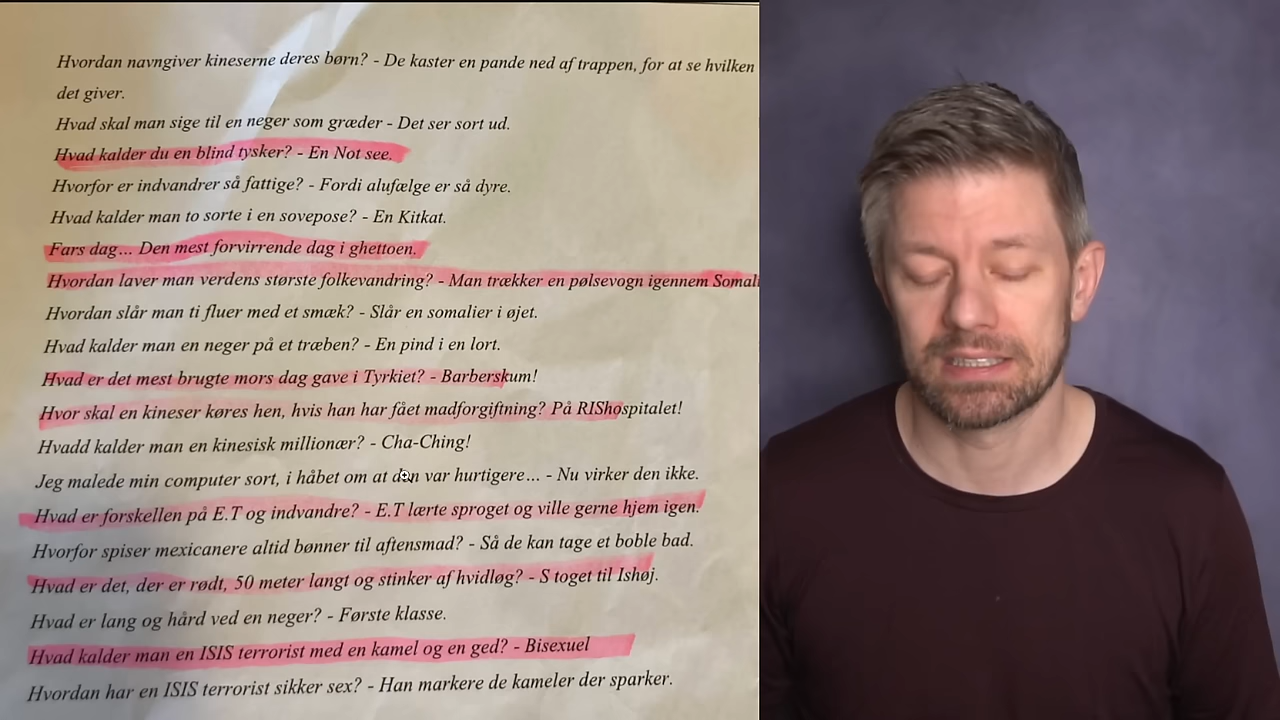 Hvordan navngiver kineserne deres børn? - De kaster en pande ned af trappen, for at se hvilken
det giver.
Hvad skal man sige til en neger som græder - Det ser sort ud.
Hvad kalder du en blind tysker? - En Not see.
Hvorfor er indvandrer så fattige? - Fordi alufælge er så dyre.
Hvad kalder man to sorte i en sovepose? - En Kitkat.
Fars dag... Den mest forvirrende dag i ghettoen.
Hvordan laver man verdens største folkevandring? - Man trækker en pølsevogn igennem Somali
Hvordan slår man ti fluer med et smæk? - Slår en somalier i øjet.
Hvad kalder man en neger på et træben? - En pind i en lort.
Hvad er det mest brugte mors dag gave i Tyrkiet? - Barberskum!
Hvor skal en kineser køres hen, hvis han har fået madforgiftning? På RIShospitalet!
Hvadd kalder man en kinesisk millionær? - Cha-Ching!
Jeg malede min computer sort, i håbet om at den var hurtigere... - Nu virker den ikke.
Hvad er forskellen på E.T og indvandre? - E.T lærte sproget og ville gerne hjem igen.
Hvorfor spiser mexicanere altid bønner til aftensmad? - Så de kan tage et boble bad.
Hvad er det, der er rødt, 50 meter langt og stinker af hvidløg? - S toget til Ishøj.
Hvad er lang og hård ved en neger? - Første klasse.
Hvad kalder man en ISIS terrorist med en kamel og en ged? - Bisexuel
Hvordan har en ISIS terrorist sikker sex? - Han markere de kameler der sparker.